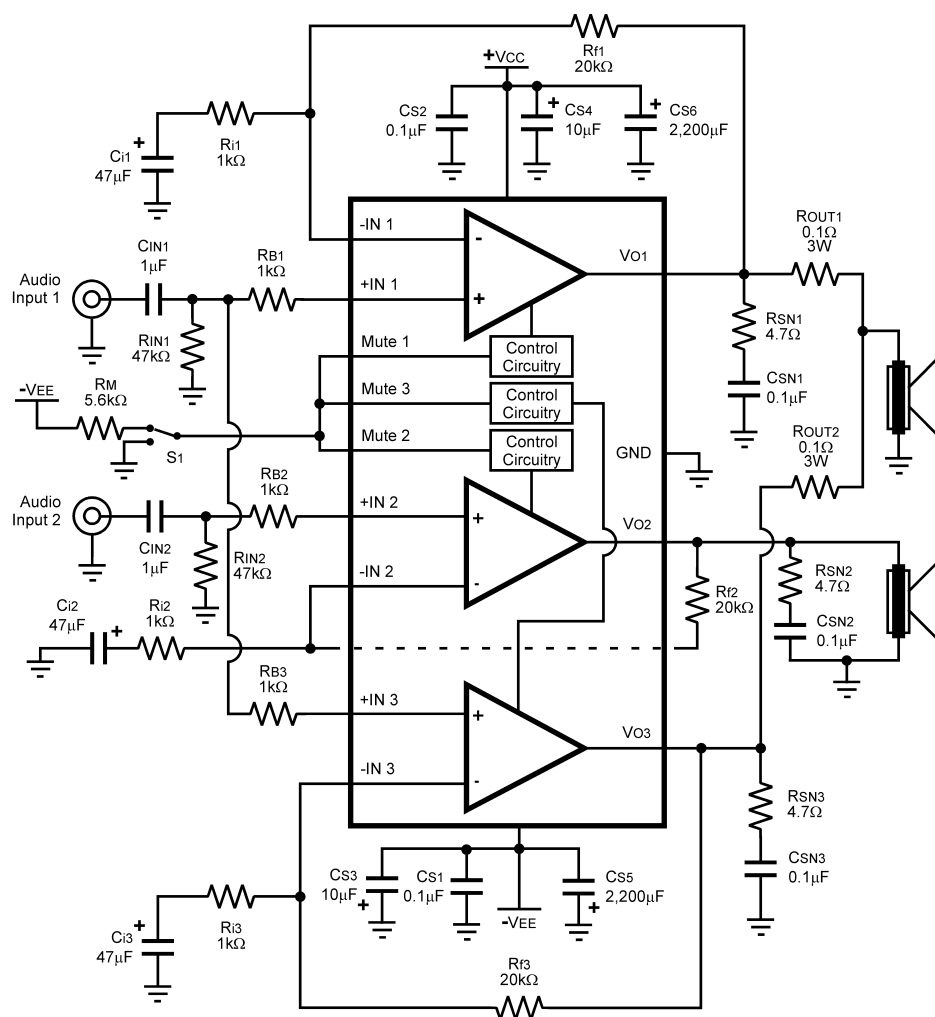 Rf1
20kΩ
+VCC
CS2
0.1µF
+
CS4
10µF
+
CS6
2,200µF
+
Ci1
47µF
Ri1
1kΩ
-IN 1
-
VO1
ROUT1
0.1Ω
3W
Audio
Input 1
CIN1
1µF
RB1
1kΩ
+IN 1
+
RIN1
47kΩ
RSN1
4.7Ω
CSN1
0.1µF
Mute 1
Control
Circuitry
-VEE
RM
5.6kΩ
S1
Mute 3
Control
Circuitry
Mute 2
Control
Circuitry
GND
ROUT2
0.1Ω
3W
Audio
Input 2
CIN2
1µF
RB2
1kΩ
+IN 2
+
VO2
RIN2
47kΩ
-IN 2
-
Rf2
20kΩ
RSN2
4.7Ω
CSN2
0.1µF
Ci2
47µF
+
Ri2
1kΩ
RB3
1kΩ
+IN 3
+
VO3
-IN 3
-
RSN3
4.7Ω
CSN3
0.1µF
CS3
10µF
+
CS1
0.1µF
-VEE
CS5
2,200µF
+
+
Ci3
47µF
Ri3
1kΩ
Rf3
20kΩ